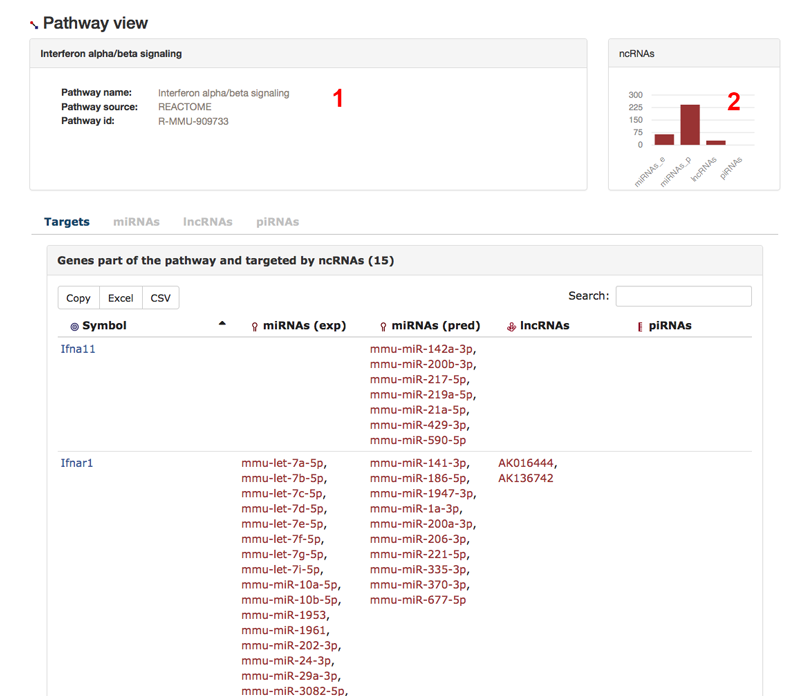 Pathway view
Interferon alpha/beta signaling
Pathway name: Interferon alpha/beta signaling
Pathway source: REACTOME
Pathway id: R-MMU-909733
1
ncRNAs
2
300
225
150
75
0
miRNAs_e
miRNAs_p
lncRNAs
piRNAs
Targets miRNAs lncRNAs piRNAs
Genes part of the pathway and targeted by ncRNAs (15)
Copy Excel CSV Search:
Symbol miRNAs (exp) miRNAs (pred) lncRNAs piRNAs
Ifna11 mmu-miR-142a-3p,
mmu-miR-200b-3p,
mmu-miR-217-5p,
mmu-miR-219a-5p,
mmu-miR-21a-5p,
mmu-miR-429-3p,
mmu-miR-590-5p
Ifnar1 mmu-let-7a-5p, mmu-miR-141-3p, AK016444,
mmu-let-7b-5p, mmu-miR-186-5p, AK136742
mmu-let-7c-5p, mmu-miR-1947-3p,
mmu-let-7d-5p, mmu-miR-1a-3p,
mmu-let-7e-5p, mmu-miR-200a-3p,
mmu-let-7f-5p, mmu-miR-206-3p,
mmu-let-7g-5p, mmu-miR-221-5p,
mmu-let-7i-5p, mmu-miR-335-3p,
mmu-miR-10a-5p, mmu-miR-370-3p,
mmu-miR-10b-5p, mmu-miR-677-5p
mmu-miR-1953,
mmu-miR-1961,
mmu-miR-202-3p,
mmu-miR-24-3p,
mmu-miR-29a-3p,
mmu-miR-3082-5p,